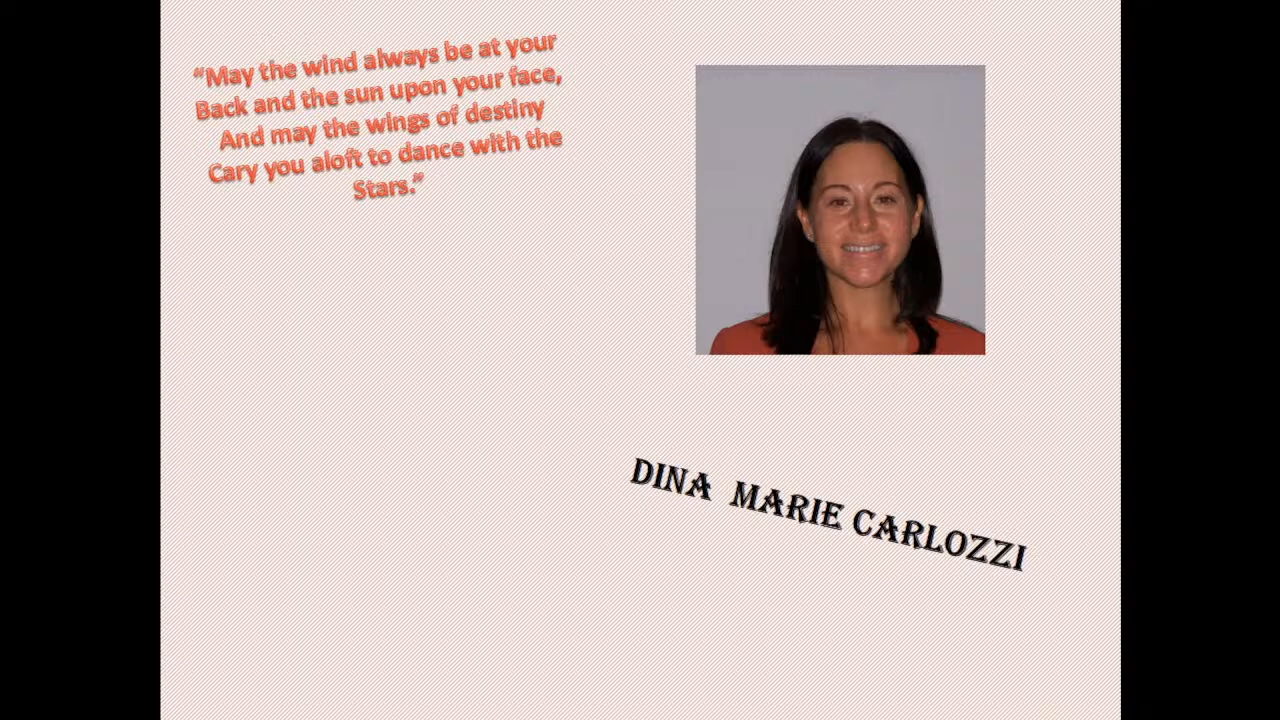 “May the wind always be at your
Back and the sun upon your face,
And may the wings of destiny
Cary you aloft to dance with the
Stars.”
DINA MARIE CARLOZZI